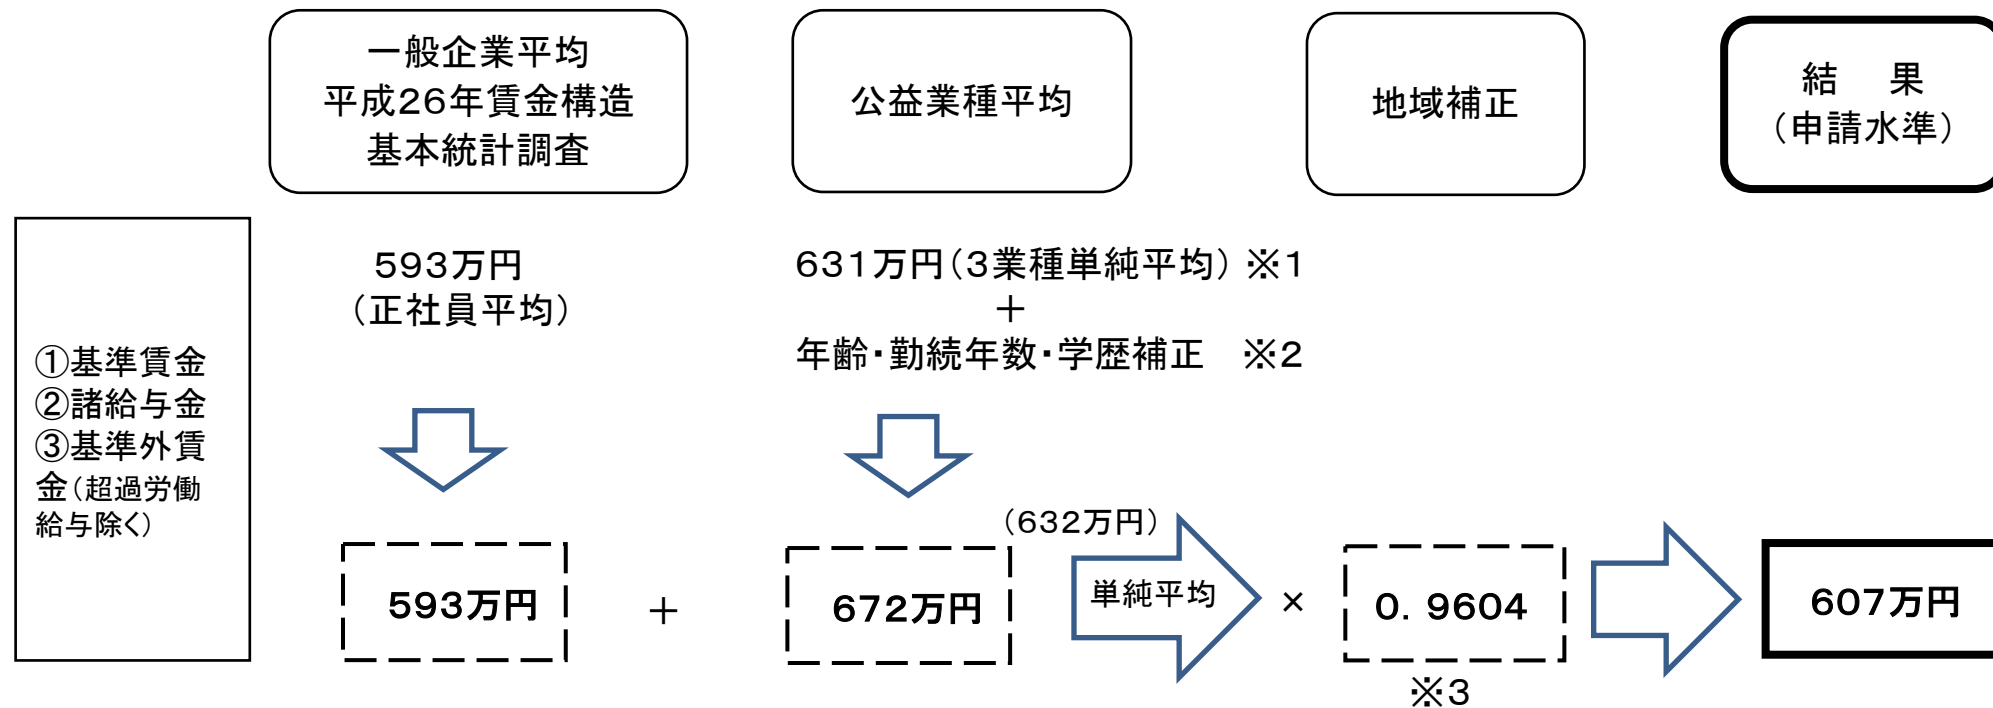 一般企業平均
平成26年賃金構造
基本統計調査
公益業種平均
地域補正
結　果
(申請水準)
①基準賃金
②諸給与金
③基準外賃
金(超過労働
給与除く)
593万円
(正社員平均)
631万円(3業種単純平均) ※1
+
年齢・勤続年数・学歴補正　※2
593万円
+
672万円
(632万円)
単純平均
×
0. 9604
※3
607万円